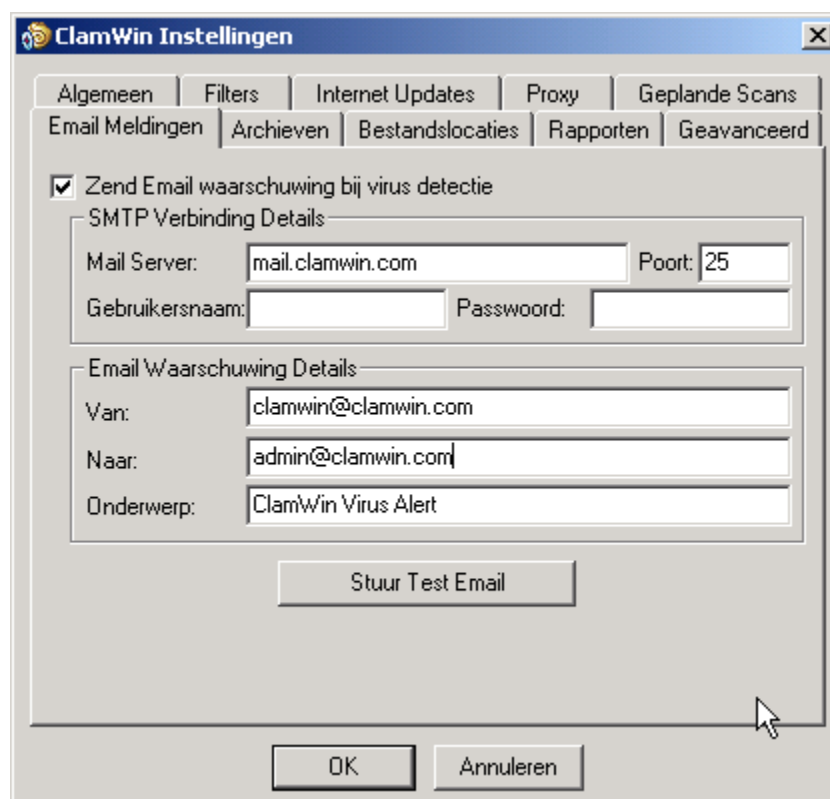 ClamWin Instellingen
Algemeen Filters Internet Updates Proxy Geplande Scans
Email Meldingen Archieven Bestandslocaties Rapporten Geavanceerd
Zend Email waarschuwing bij virus detectie
SMTP Verbinding Details
Mail Server: mail.clamwin.com Poort: 25
Gebruikersnaam: Passwoord:
Email Waarschuwing Details
Van: clamwin@clamwin.com
Naar: admin@clamwin.com
Onderwerp: ClamWin Virus Alert
Stuur Test Email
OK Annuleren